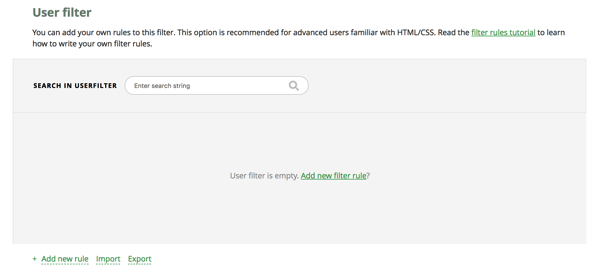 User filter
You can add your own rules to this filter. This option is recommended for advanced users familiar with HTML/CSS. Read the filter rules tutorial to learn
how to write your own filter rules.
SEARCH IN USERFILTER Enter search string
User filter is empty. Add new filter rule?
+ Add new rule Import Export